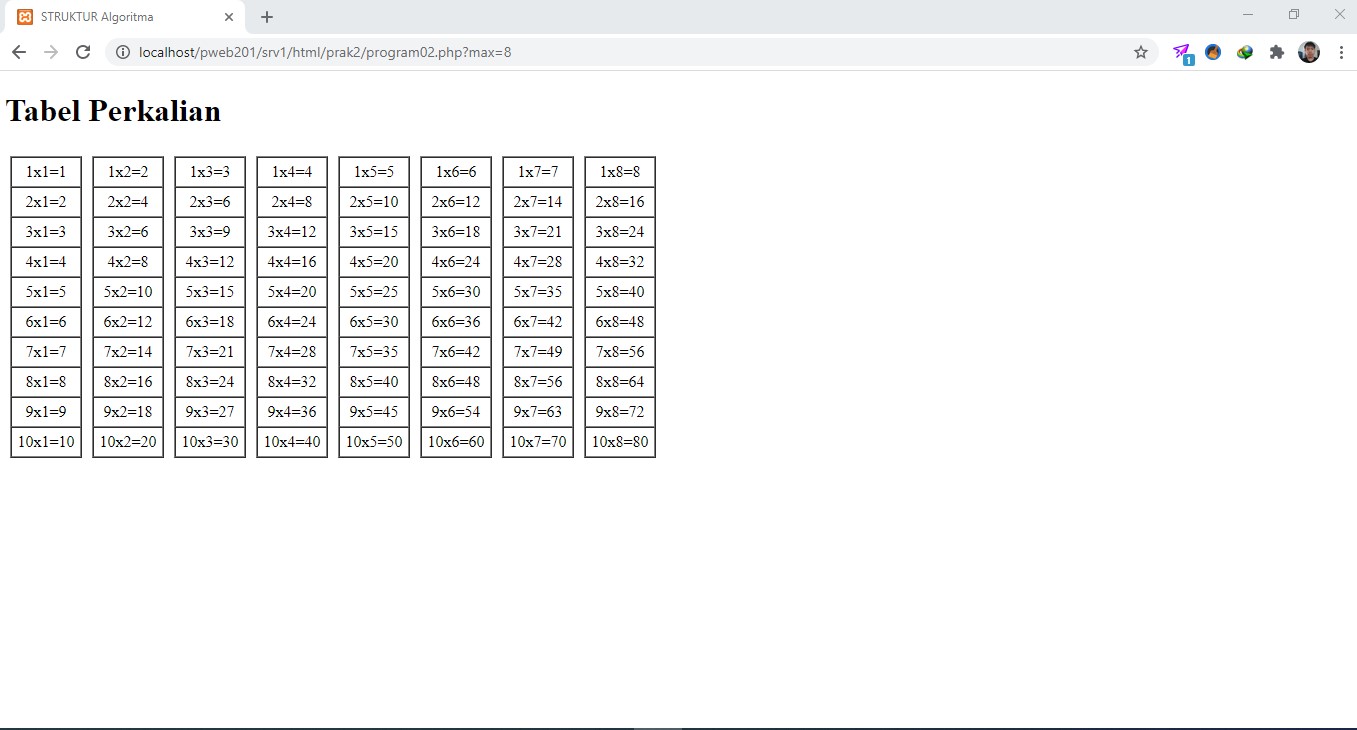 STRUKTUR Algoritma
localhost/pweb201/srv1/html/prak2/program02.php?max=8
1
Tabel Perkalian
1x1=1 1x2=2 1x3=3 1x4=4 1x5=5 1x6=6 1x7=7 1x8=8
2x1=2 2x2=4 2x3=6 2x4=8 2x5=10 2x6=12 2x7=14 2x8=16
3x1=3 3x2=6 3x3=9 3x4=12 3x5=15 3x6=18 3x7=21 3x8=24
4x1=4 4x2=8 4x3=12 4x4=16 4x5=20 4x6=24 4x7=28 4x8=32
5x1=5 5x2=10 5x3=15 5x4=20 5x5=25 5x6=30 5x7=35 5x8=40
6x1=6 6x2=12 6x3=18 6x4=24 6x5=30 6x6=36 6x7=42 6x8=48
7x1=7 7x2=14 7x3=21 7x4=28 7x5=35 7x6=42 7x7=49 7x8=56
8x1=8 8x2=16 8x3=24 8x4=32 8x5=40 8x6=48 8x7=56 8x8=64
9x1=9 9x2=18 9x3=27 9x4=36 9x5=45 9x6=54 9x7=63 9x8=72
10x1=10 10x2=20 10x3=30 10x4=40 10x5=50 10x6=60 10x7=70 10x8=80